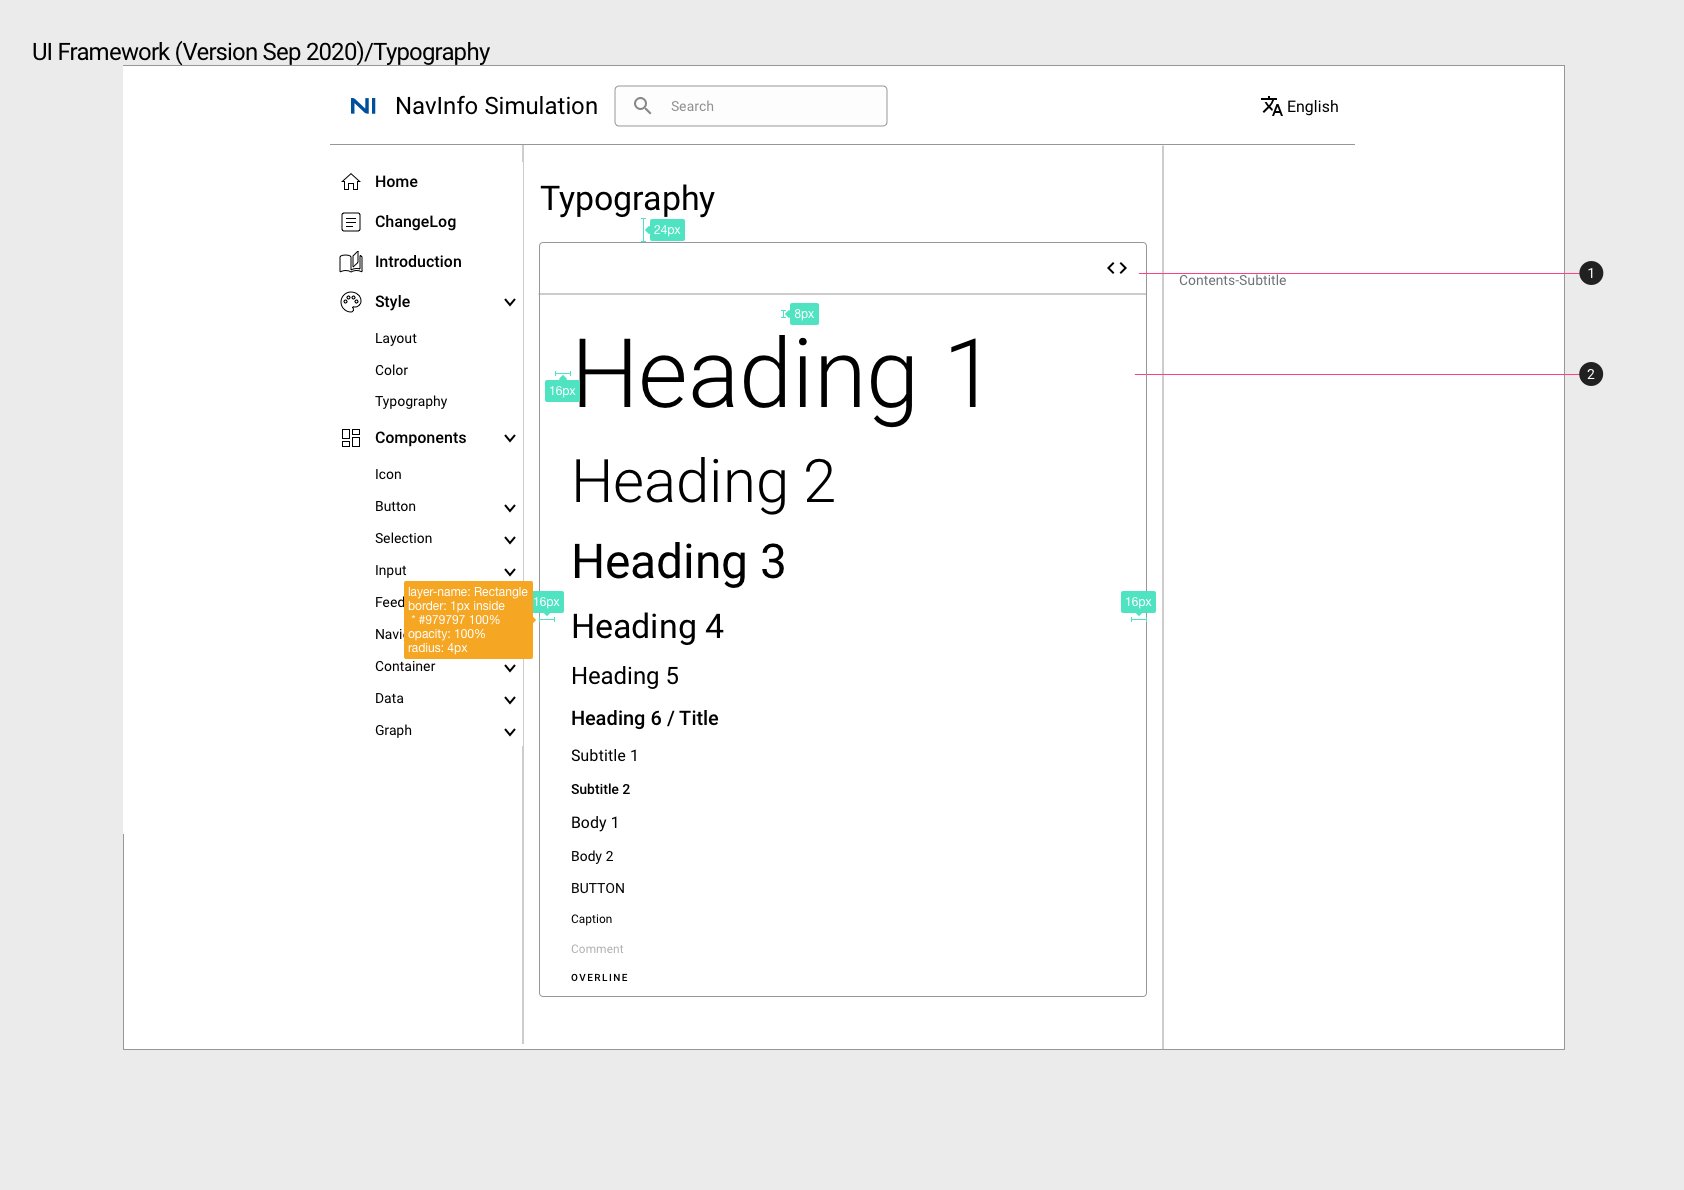 UI Framework (Version Sep 2020)/Typography
NI NavInfo Simulation
Search
English
Home
ChangeLog
Introduction
Style
Layout
Color
Typography
Components
Icon
Button
Selection
Input
Feed
Navi
Container
Data
Graph
layer-name: Rectangle
border: 1px inside
* #979797 100%
opacity: 100%
radius: 4px
Typography
24px
8px
16px
Heading 1
Heading 2
Heading 3
16px
16px
Heading 4
Heading 5
Heading 6 / Title
Subtitle 1
Subtitle 2
Body 1
Body 2
BUTTON
Caption
Comment
OVERLINE
Contents-Subtitle
1
2